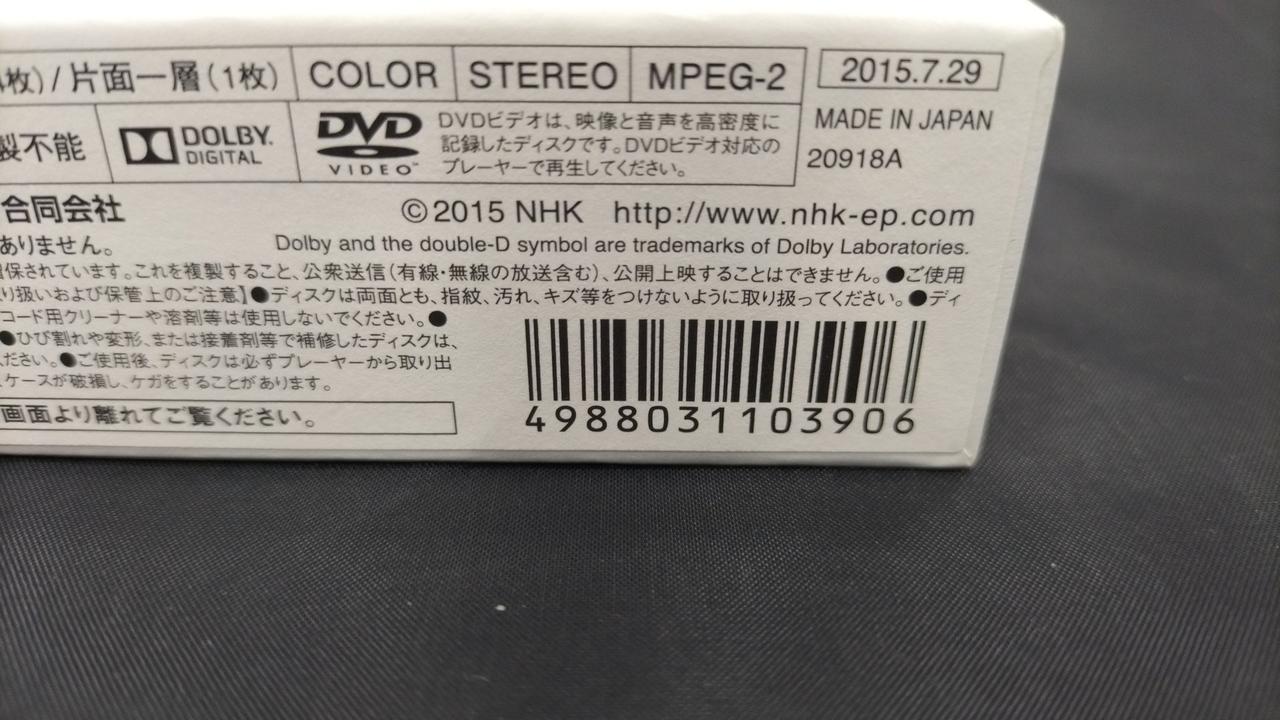 枚)/片面一層(1枚) COLOR STEREO MPEG-2 2015.7.29
製不能 DOLBY. DIGITAL DVD VIDEO™ DVDビデオは、映像と音声を高密度に
記録したディスクです。DVDビデオ対応の
プレーヤーで再生してください。
MADE IN JAPAN
20918A
合同会社 ©2015 NHK http://www.nhk-ep.com
ありません。 Dolby and the double-D symbol are trademarks of Dolby Laboratories.
保されています。これを複製すること、公衆送信(有線・無線の放送含む)、公開上映することはできません。●ご使用
り扱いおよび保管上のご注意】●ディスクは両面とも、指紋、汚れ、キズ等をつけないように取り扱ってください。●ディ
コード用クリーナーや溶剤等は使用しないでください。●
●ひび割れや変形、または接着剤等で補修したディスクは、
ださい。●ご使用後、ディスクは必ずプレーヤーから取り出
ケースが破損し、ケガをすることがあります。
画面より離れてご覧ください。
4988031103906